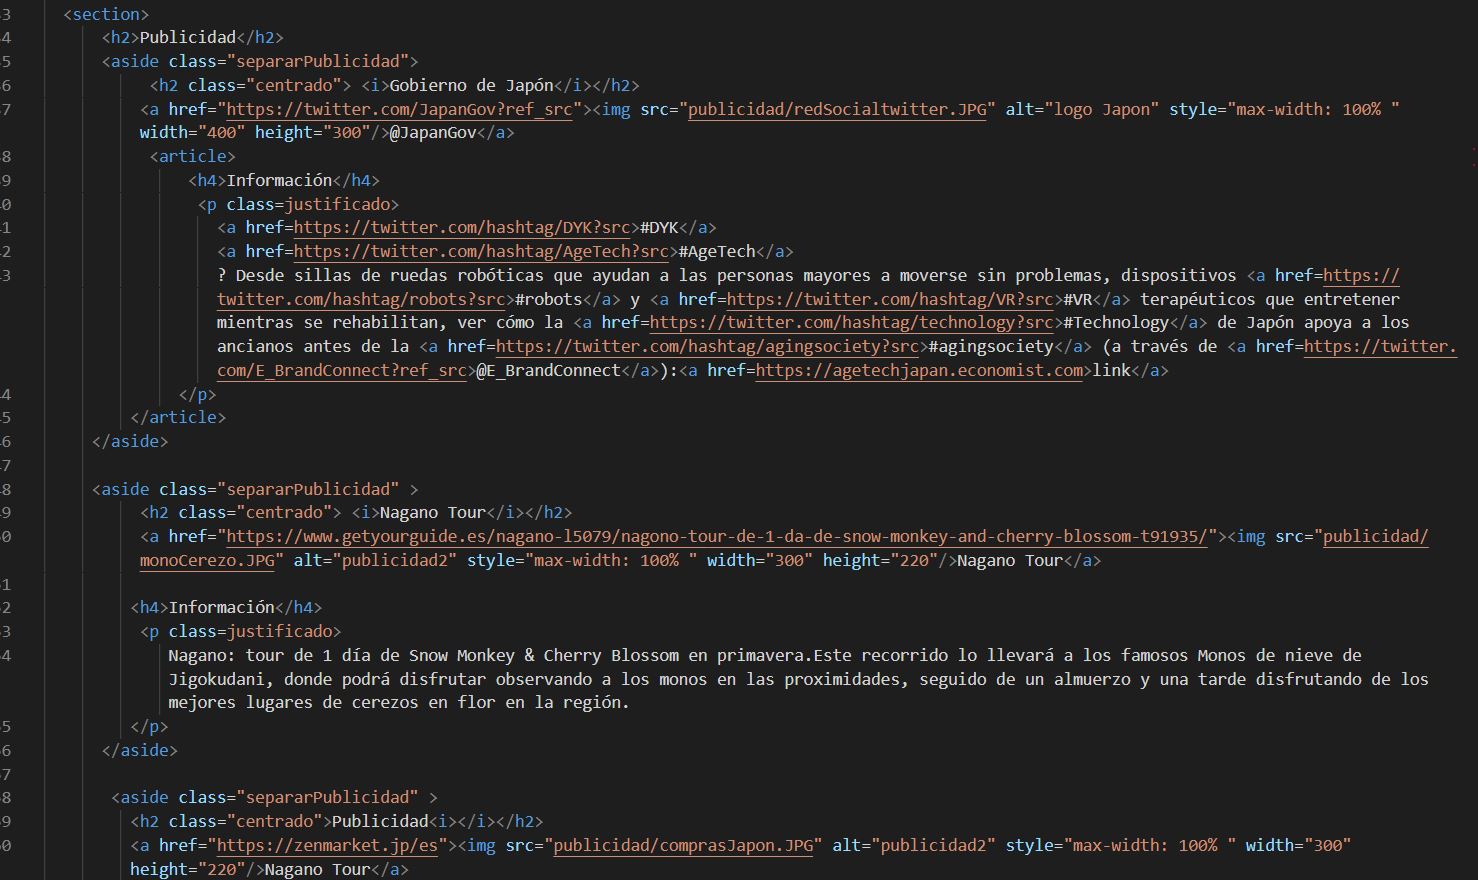 3 <section>
4 <h2>Publicidad</h2>
5 <aside class="separarPublicidad">
6 <h2 class="centrado"> <i>Gobierno de Japón</i></h2>
7 <a href="https://twitter.com/JapanGov?ref_src"><img src="publicidad/redSocialtwitter.JPG" alt="logo Japon" style="max-width: 100% "
width="400" height="300"/>@JapanGov</a>
8 <article>
9 <h4>Información</h4>
0 <p class=justificado>
1 <a href=https://twitter.com/hashtag/DYK?src>#DYK</a>
2 <a href=https://twitter.com/hashtag/AgeTech?src>#AgeTech</a>
3 ? Desde sillas de ruedas robóticas que ayudan a las personas mayores a moverse sin problemas, dispositivos <a href=https://
twitter.com/hashtag/robots?src>#robots</a> y <a href=https://twitter.com/hashtag/VR?src>#VR</a> terapéuticos que entretener
mientras se rehabilitan, ver cómo la <a href=https://twitter.com/hashtag/technology?src>#Technology</a> de Japón apoya a los
ancianos antes de la <a href=https://twitter.com/hashtag/agingsociety?src>#agingsociety</a> (a través de <a href=https://twitter.
com/E_BrandConnect?ref_src>@E_BrandConnect</a>):<a href=https://agetechjapan.economist.com>link</a>
4 </p>
5 </article>
6 </aside>
7
8 <aside class="separarPublicidad" >
9 <h2 class="centrado"> <i>Nagano Tour</i></h2>
0 <a href="https://www.getyourguide.es/nagano-l5079/nagono-tour-de-1-da-de-snow-monkey-and-cherry-blossom-t91935/"><img src="publicidad/
monoCerezo.JPG" alt="publicidad2" style="max-width: 100% " width="300" height="220"/>Nagano Tour</a>
1
2 <h4>Información</h4>
3 <p class=justificado>
4 Nagano: tour de 1 día de Snow Monkey & Cherry Blossom en primavera.Este recorrido lo llevará a los famosos Monos de nieve de
Jigokudani, donde podrá disfrutar observando a los monos en las proximidades, seguido de un almuerzo y una tarde disfrutando de los
mejores lugares de cerezos en flor en la región.
5 </p>
6 </aside>
7
8 <aside class="separarPublicidad" >
9 <h2 class="centrado">Publicidad<i></i></h2>
0 <a href="https://zenmarket.jp/es"><img src="publicidad/comprasJapon.JPG" alt="publicidad2" style="max-width: 100% " width="300"
height="220"/>Nagano Tour</a>